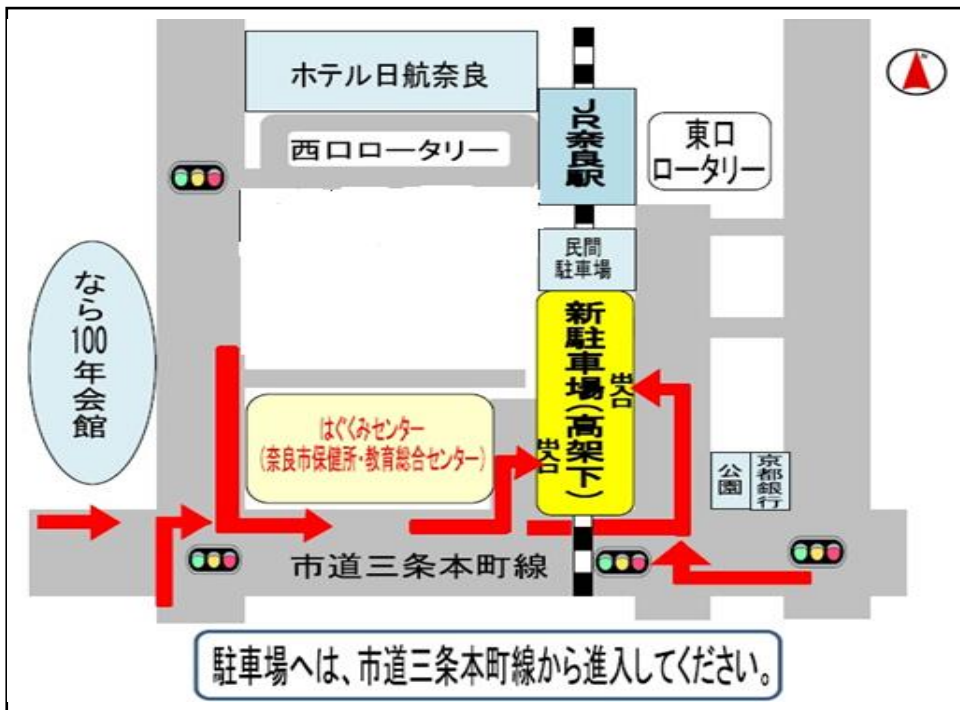 ホテル日航奈良
西口ロータリー
JR奈良駅
東口
ロータリー
民間
駐車場
なら100年会館
新駐車場(高架下)
出入口
出入口
はぐくみセンター
(奈良市保健所・教育総合センター)
公園
京都銀行
市道三条本町線
駐車場へは、市道三条本町線から進入してください。